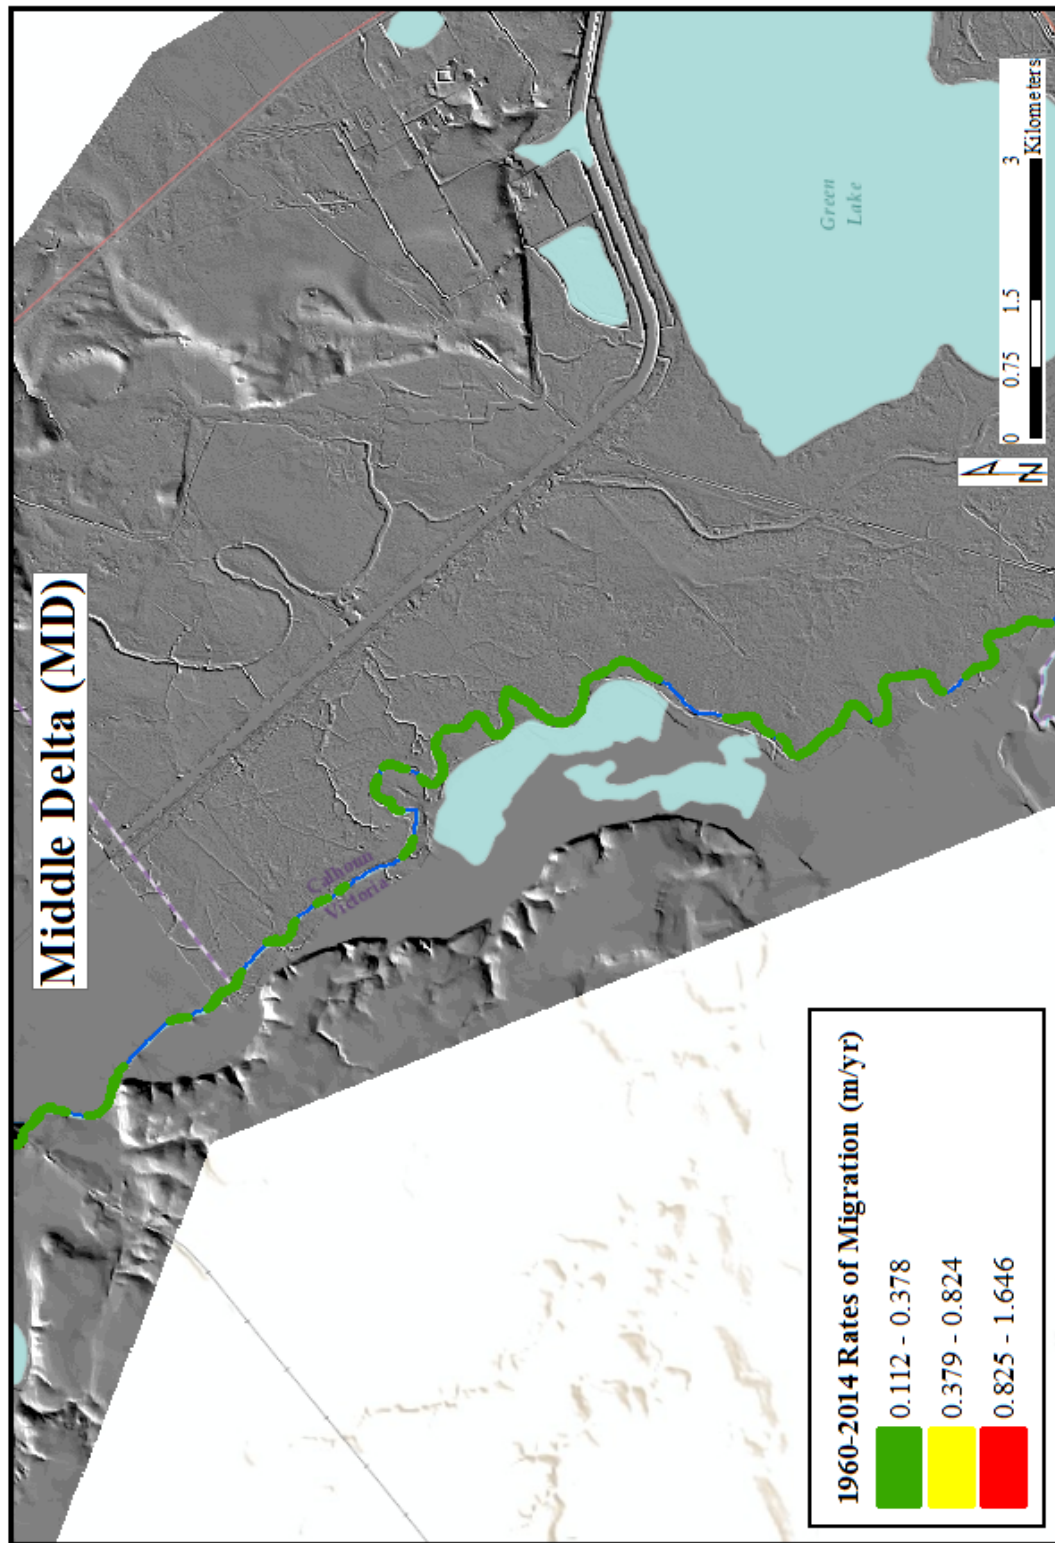 Middle Delta (MD)
Calhoun
Victoria
Green
Lake
0 0.75 1.5 3
Kilometers
N
1960-2014 Rates of Migration (m/yr)
0.112 - 0.378
0.379 - 0.824
0.825 - 1.646